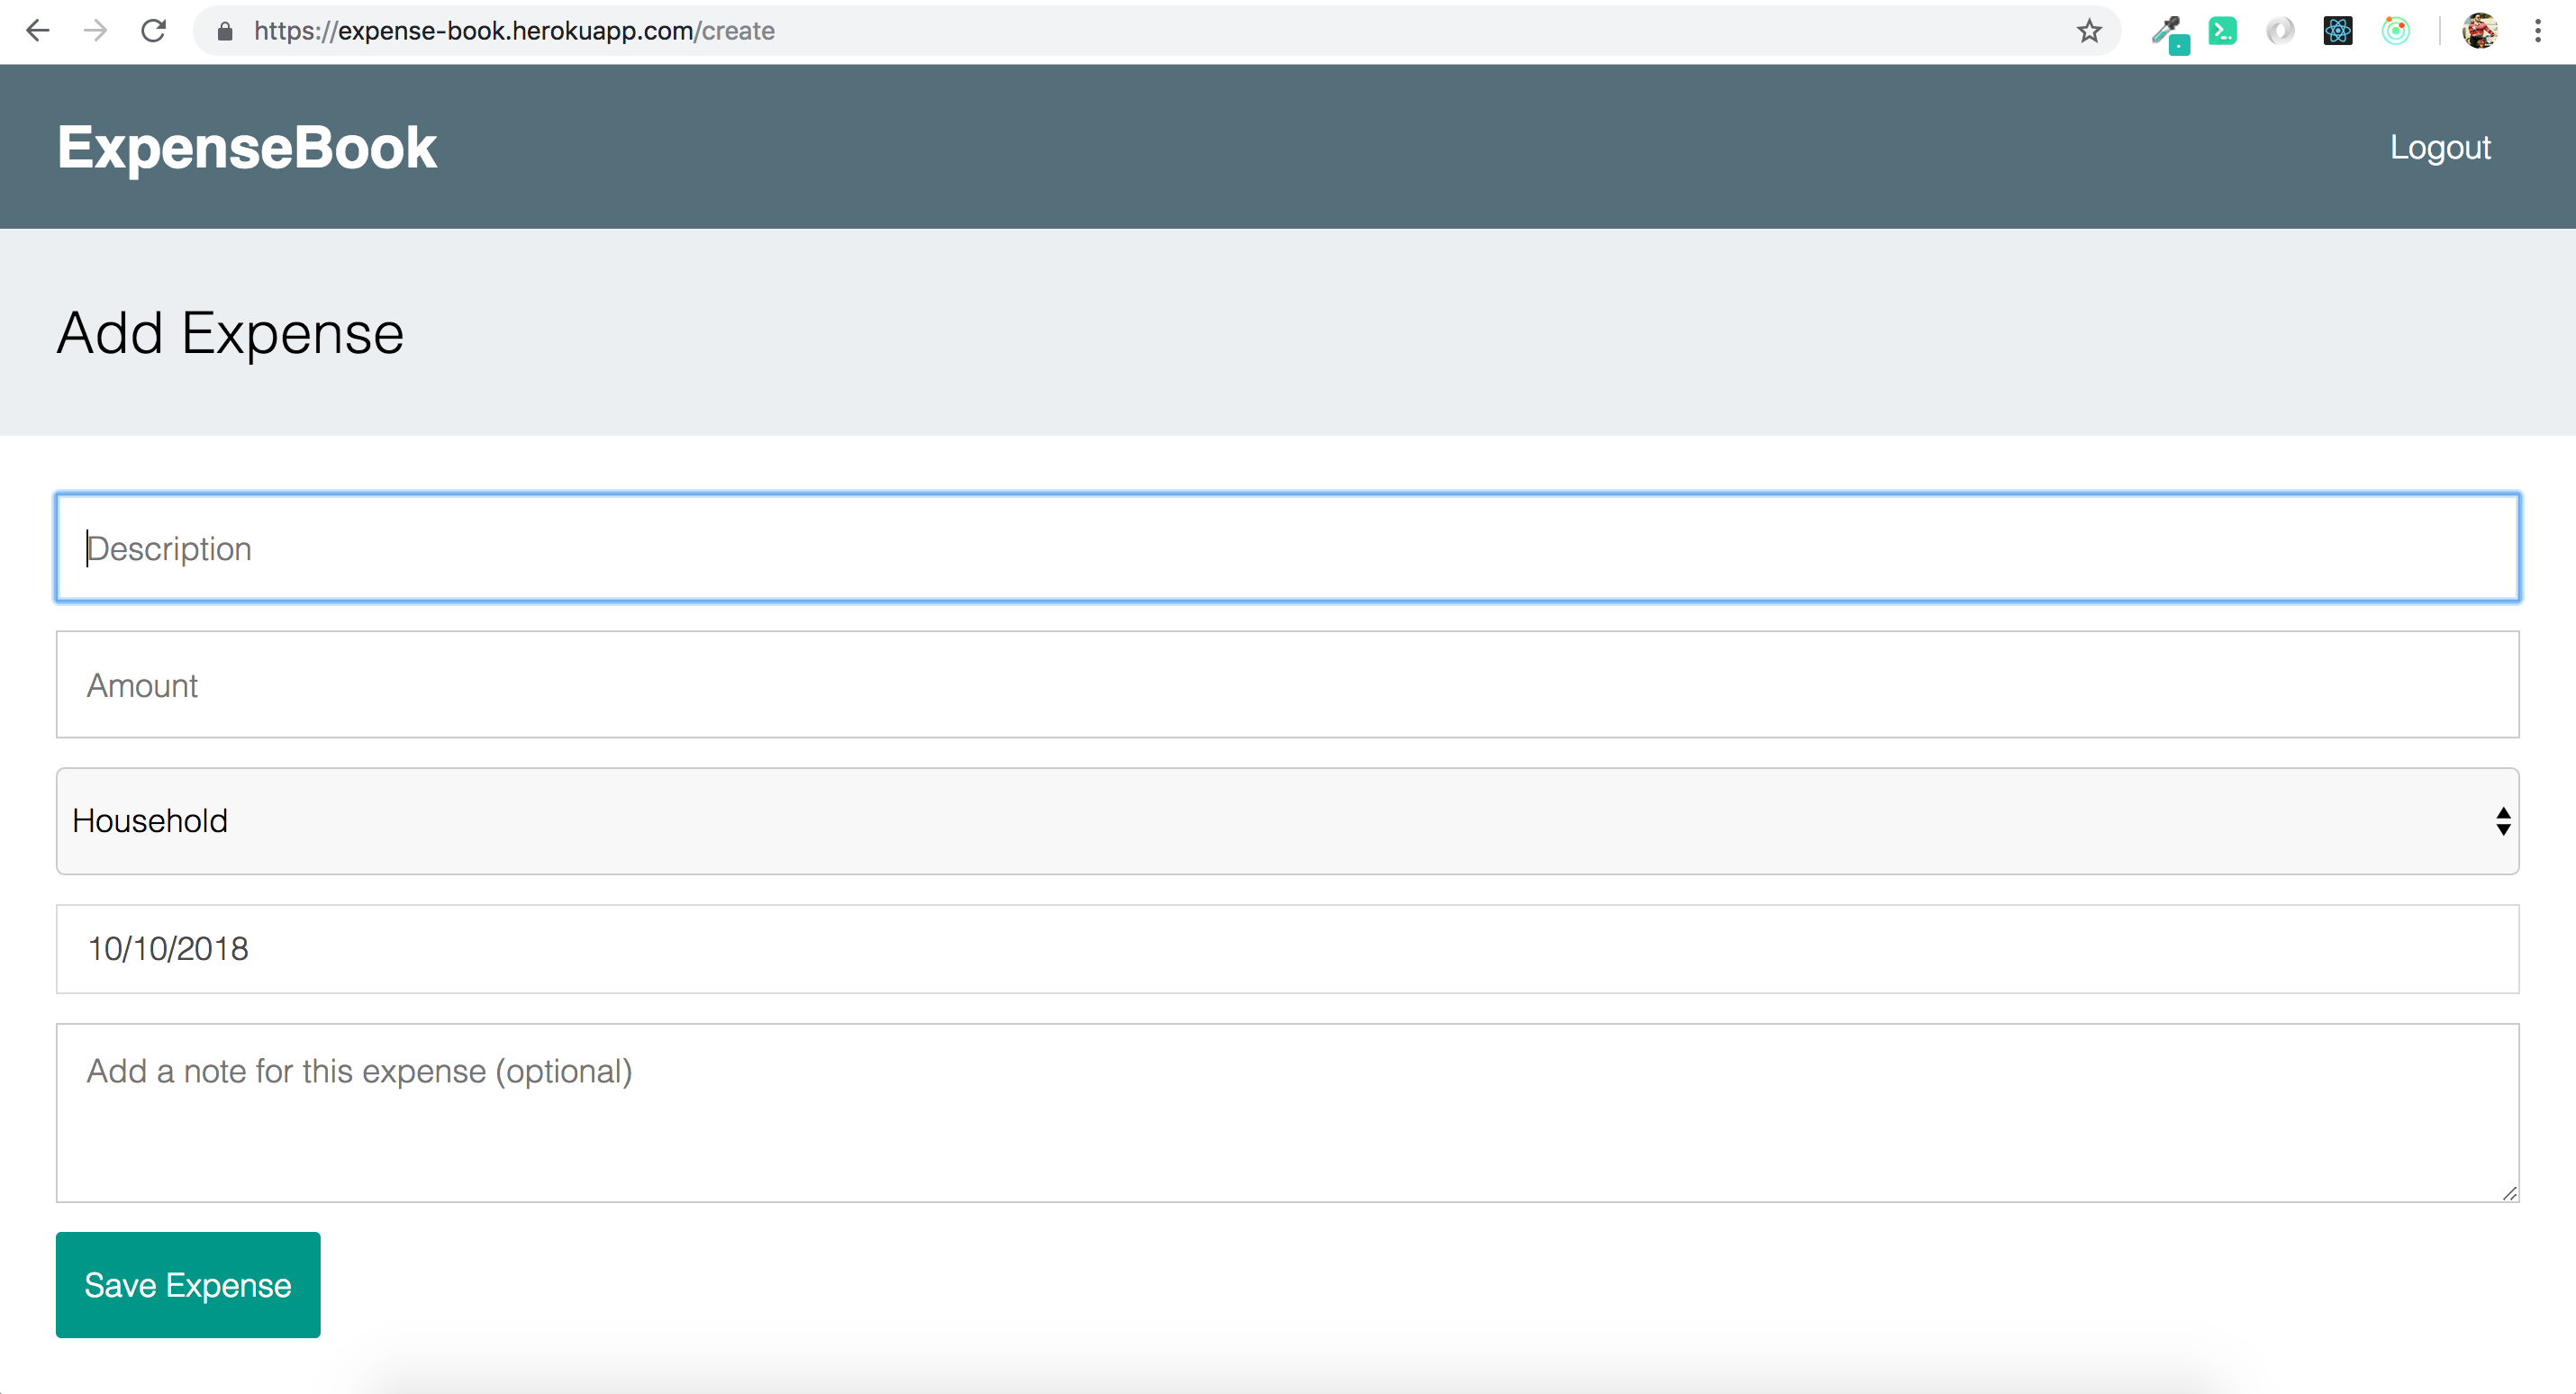 https://expense-book.herokuapp.com/create
ExpenseBook
Logout
Add Expense
Description
Amount
Household
10/10/2018
Add a note for this expense (optional)
Save Expense